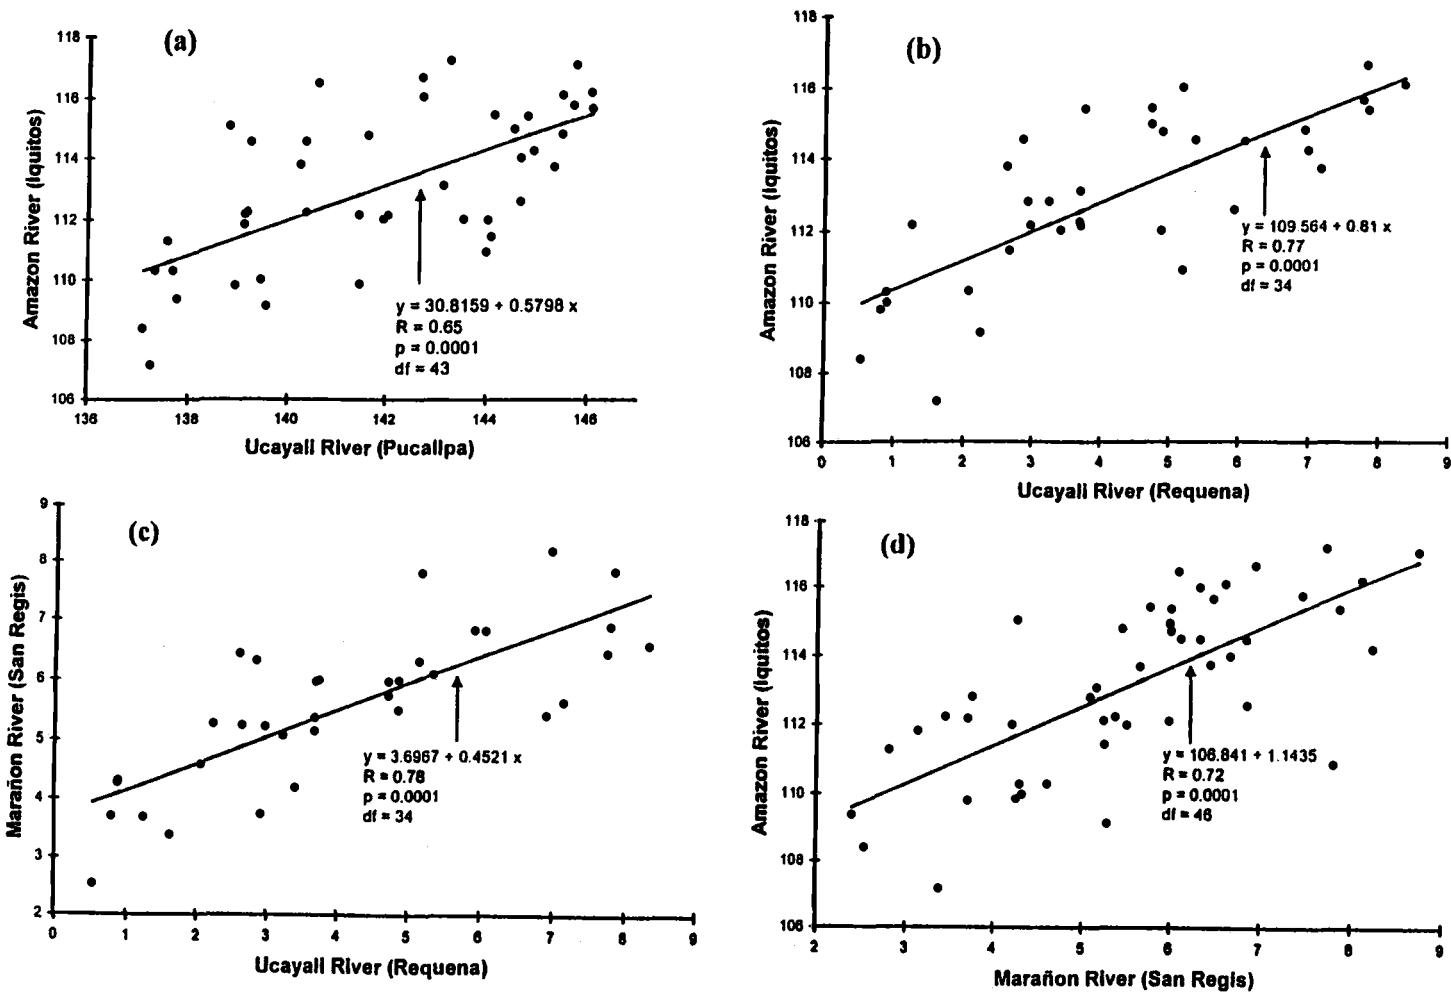 (a)
118
116
114
112
110
108
106
Amazon River (Iquitos)
y = 30.8159 + 0.5798 x
R = 0.65
p = 0.0001
df = 43
136 138 140 142 144 146
Ucayali River (Pucallpa)
(b)
118
116
114
112
110
108
106
Amazon River (Iquitos)
y = 109.564 + 0.81 x
R = 0.77
p = 0.0001
df = 34
0 1 2 3 4 5 6 7 8 9
Ucayali River (Requena)
(c)
9
8
7
6
5
4
3
2
Marañon River (San Regis)
y = 3.6967 + 0.4521 x
R = 0.78
p = 0.0001
df = 34
0 1 2 3 4 5 6 7 8 9
Ucayali River (Requena)
(d)
118
116
114
112
110
108
106
Amazon River (Iquitos)
y = 106.841 + 1.1435
R = 0.72
p = 0.0001
df = 46
2 3 4 5 6 7 8 9
Marañon River (San Regis)